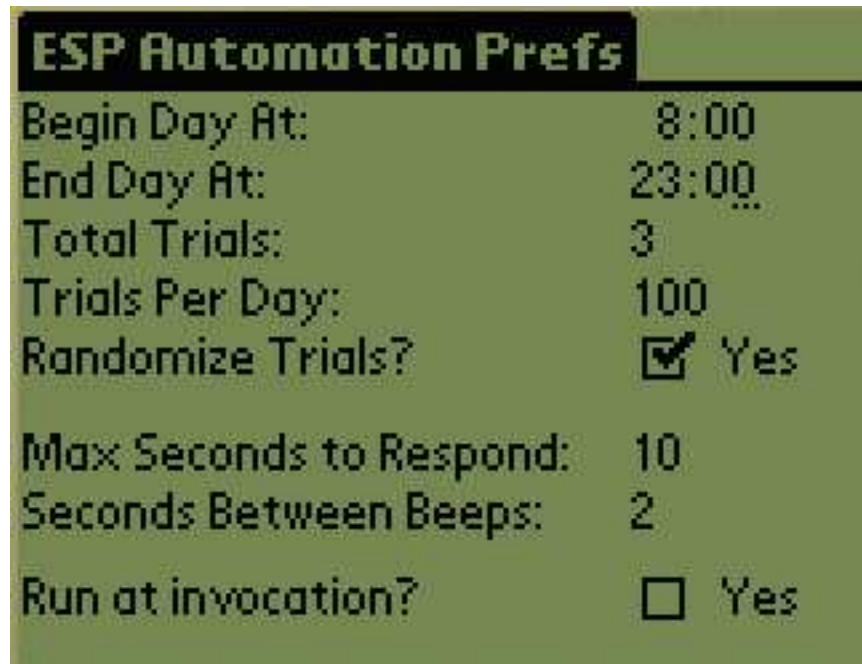 ESP Automation Prefs
Begin Day At: 8:00
End Day At: 23:00
Total Trials: 3
Trials Per Day: 100
Randomize Trials? Yes
Max Seconds to Respond: 10
Seconds Between Beeps: 2
Run at invocation? Yes